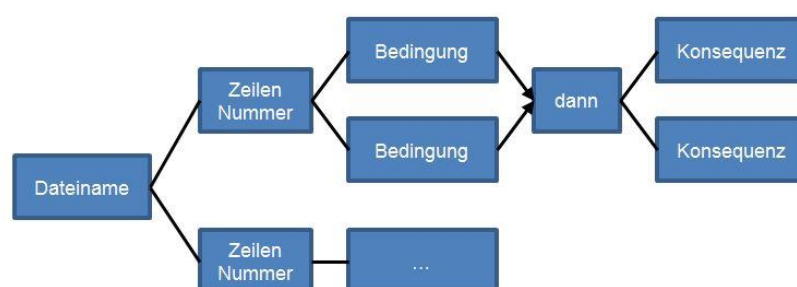 Bedingung
Konsequenz
Zeilen
Nummer
dann
Bedingung
Konsequenz
Dateiname
Zeilen
Nummer
...